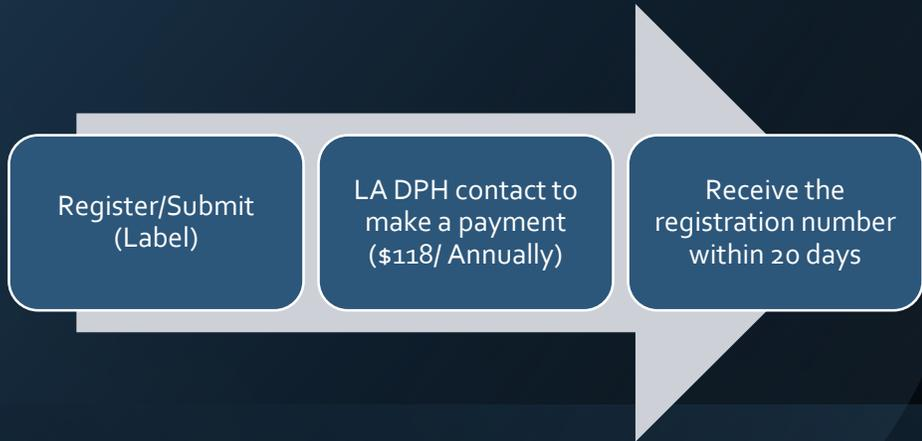 Register/Submit
(Label)
LA DPH contact to
make a payment
($118/ Annually)
Receive the
registration number
within 20 days